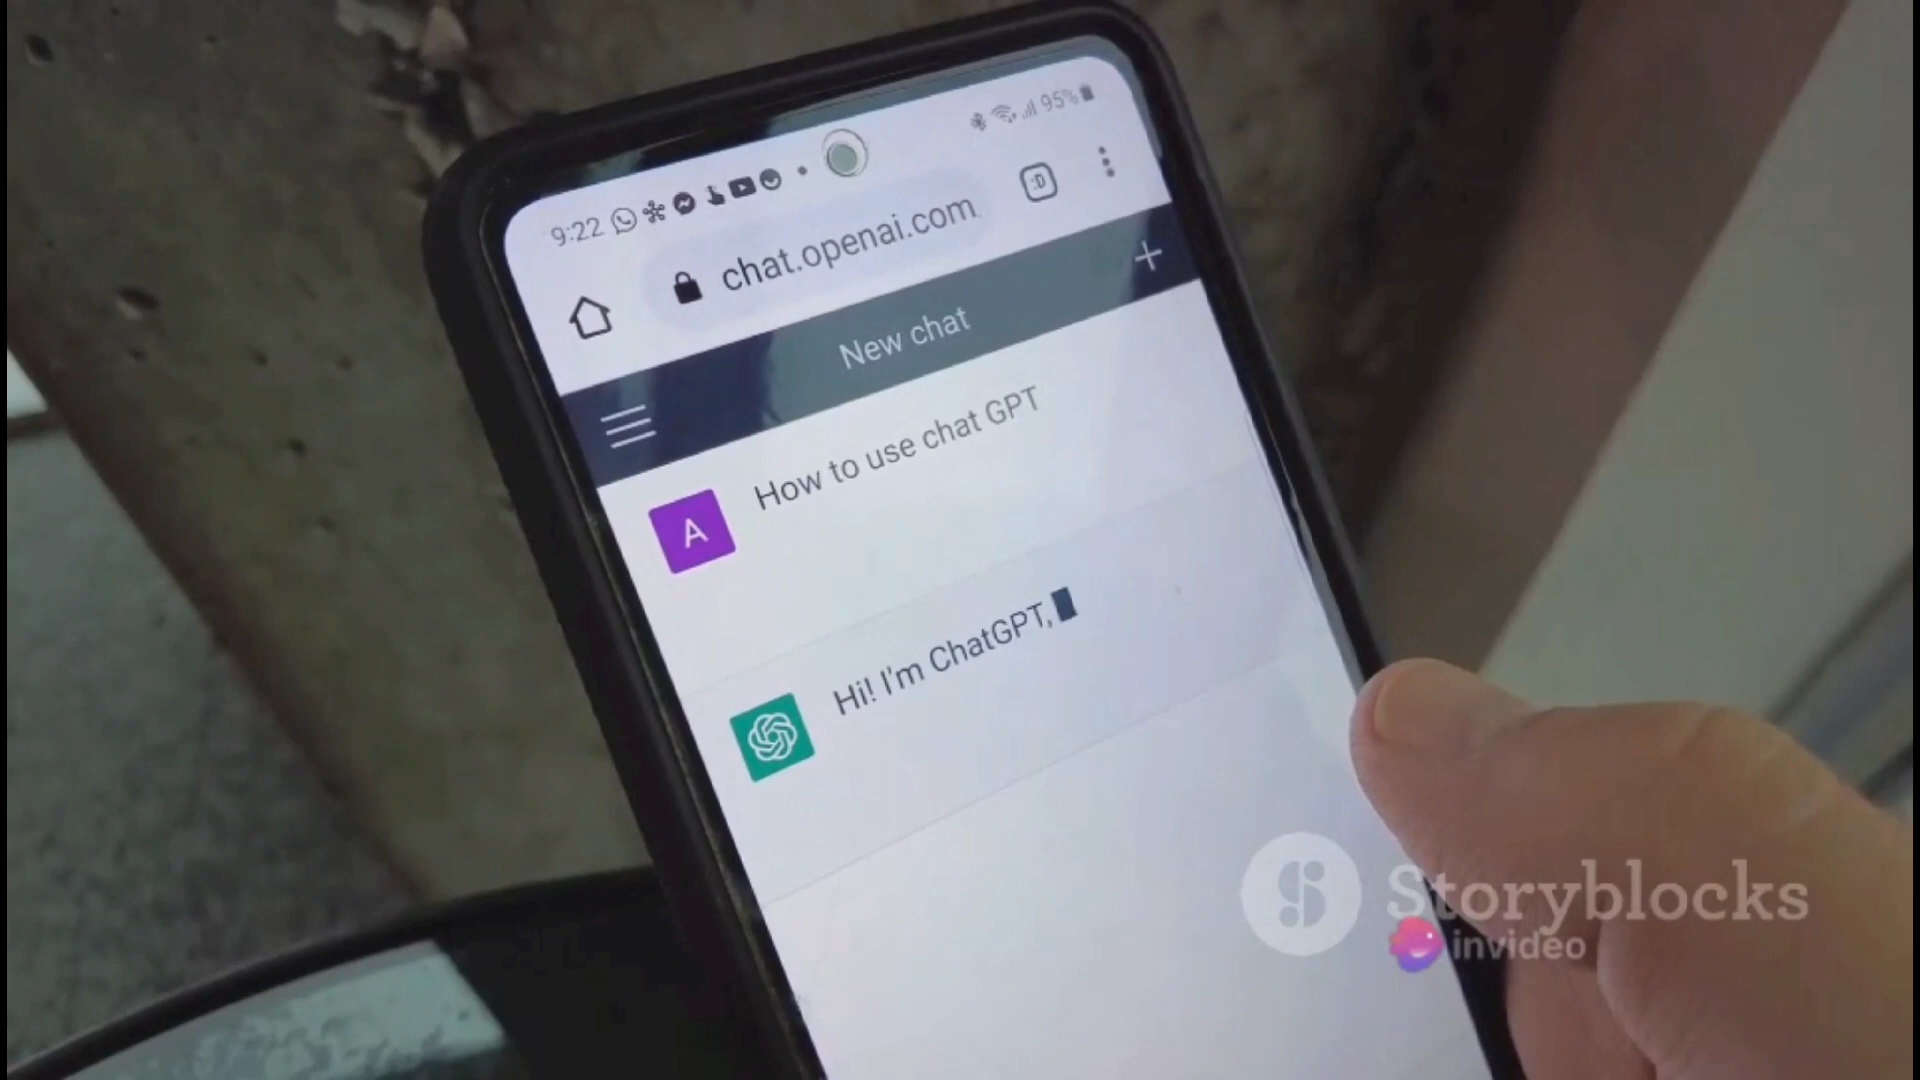 9:22 95%
chat.openai.com
:D
New chat
How to use chat GPT
A
Hi! I'm ChatGPT,
Storyblocks
invideo